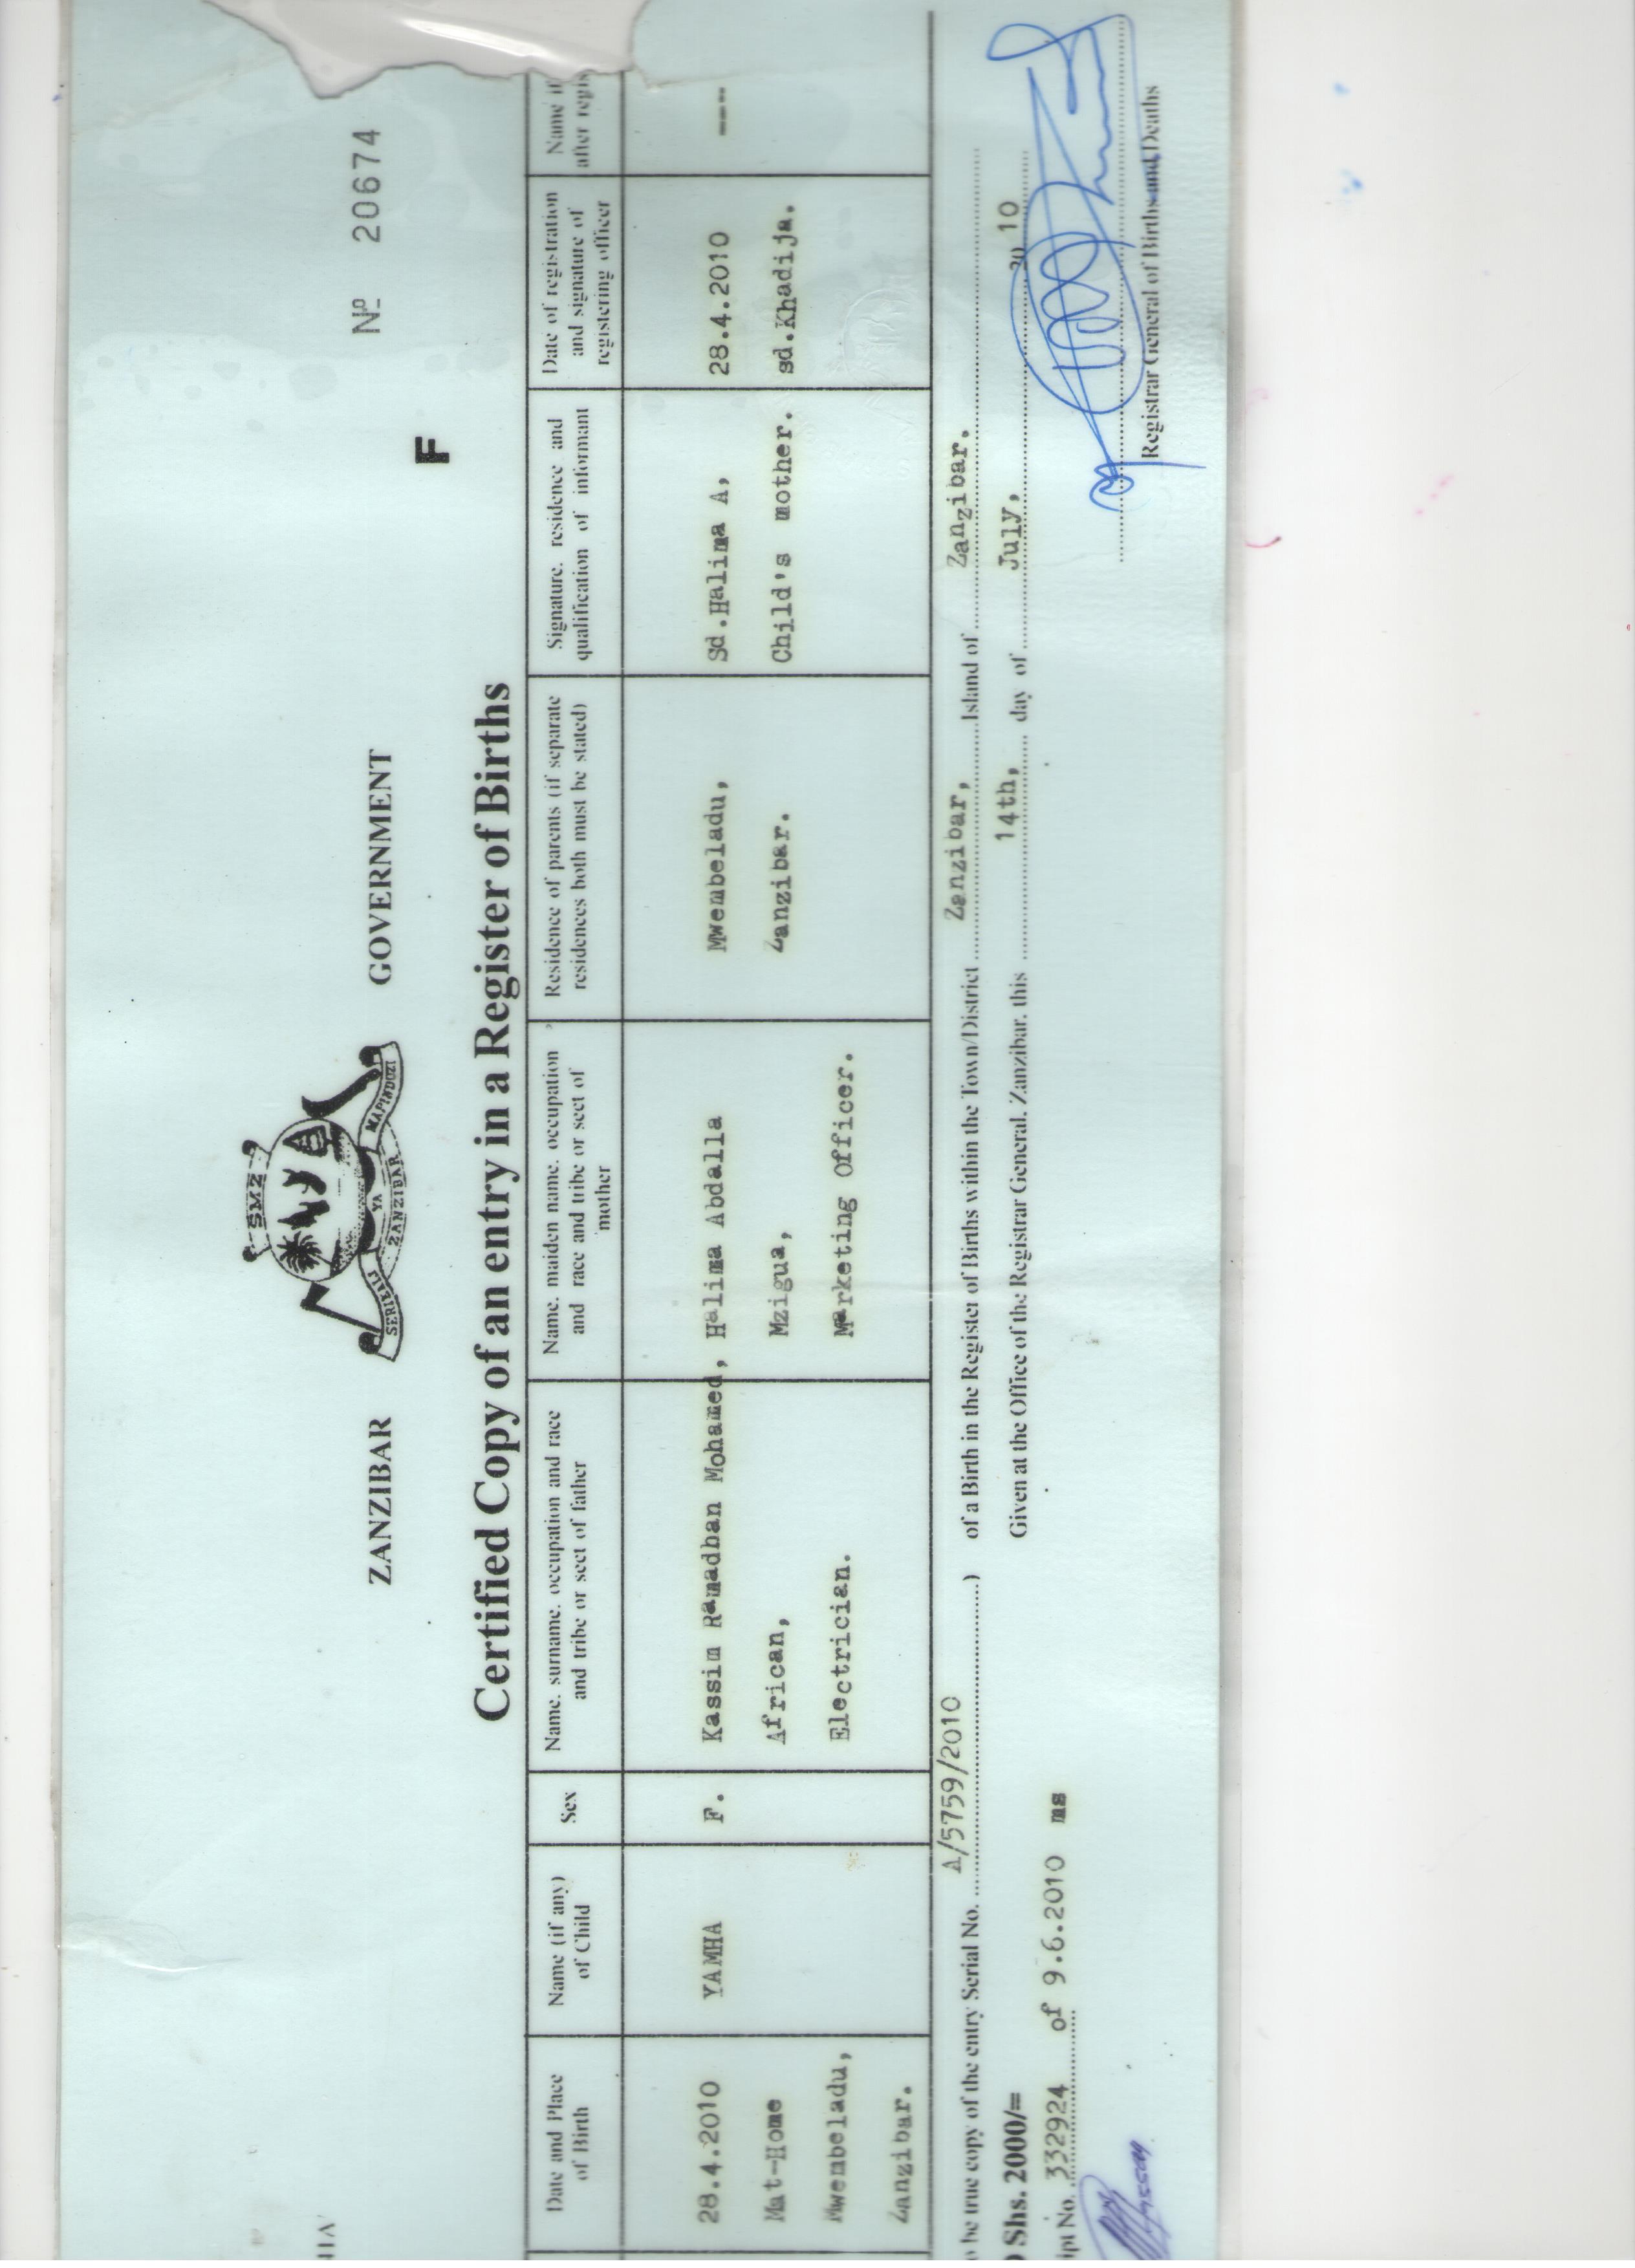 SMZ
SERIKALI YA MAPINDUZI
ZANZIBAR
ZANZIBAR GOVERNMENT
Nº 20674
F
Certified Copy of an entry in a Register of Births
Date and Place of Birth
Name (if any) of Child
Sex
Name. surname. occupation and race and tribe or sect of father
Name. maiden name. occupation and race and tribe or sect of mother
Residence of parents (if separate residences both must be stated)
Signature. residence and qualification of informant
Date of registration and signature of registering officer
Name if
after regis
28.4.2010
Mat-Home
Mwembeladu,
Zanzibar.
YAMHA
F.
Kassim Ramadhan Mohamed,
African,
Electrician.
Halima Abdalla
Mzigua,
Marketing Officer.
Mwembeladu,
Zanzibar.
Sd.Halima A,
Child's mother.
28.4.2010
sd.Khadija.
---
be true copy of the entry Serial No. A/5759/2010 ) of a Birth in the Register of Births within the Town/District Zanzibar, Island of Zanzibar.
Shs. 2000/= Given at the Office of the Registrar General. Zanzibar. this 14th, day of July, 20 10
ipt No. 332924 of 9.6.2010 ms
Registrar General of Births and Deaths